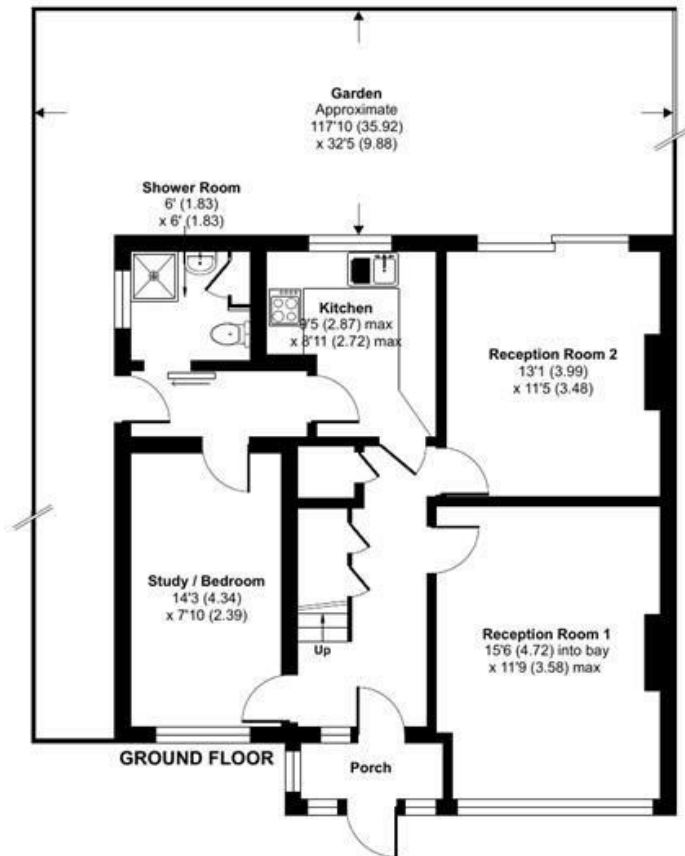 Garden
Approximate
117'10 (35.92)
x 32'5 (9.88)
Shower Room
6' (1.83)
x 6' (1.83)
Kitchen
9'5 (2.87) max
x 8'11 (2.72) max
Reception Room 2
13'1 (3.99)
x 11'5 (3.48)
Study / Bedroom
14'3 (4.34)
x 7'10 (2.39)
Up
Reception Room 1
15'6 (4.72) into bay
x 11'9 (3.58) max
GROUND FLOOR
Porch